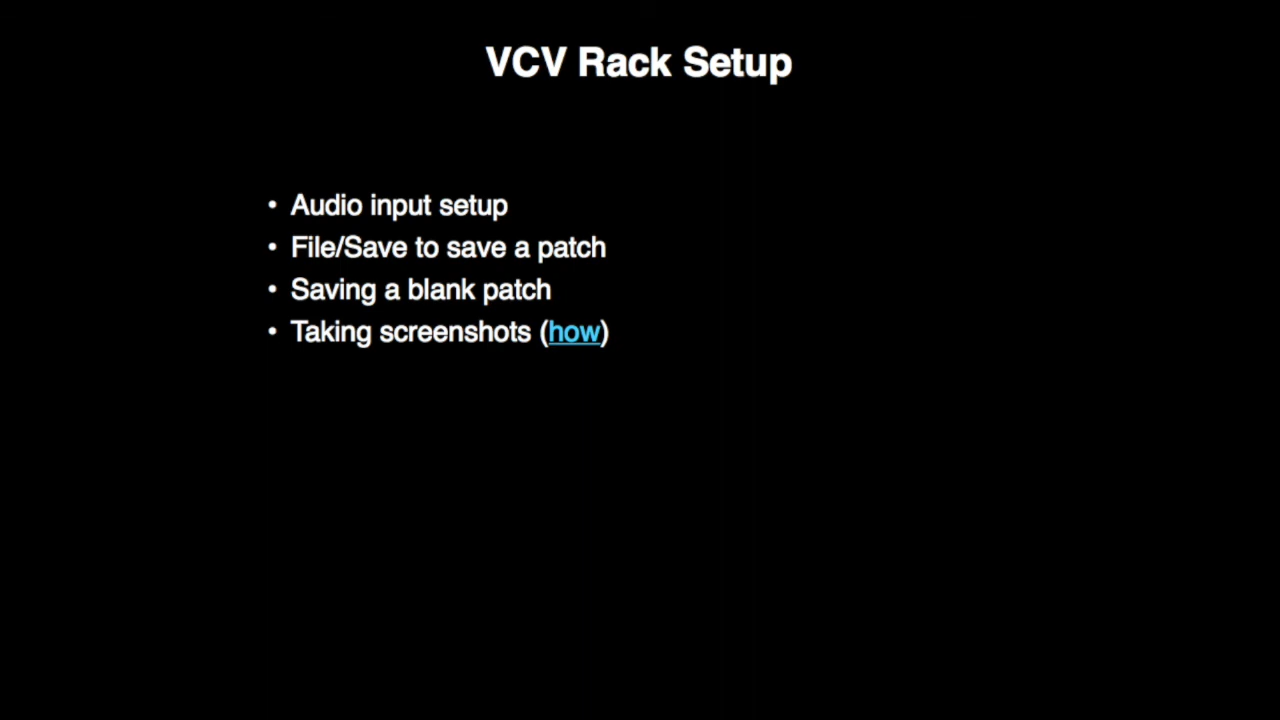 VCV Rack Setup
• Audio input setup
• File/Save to save a patch
• Saving a blank patch
• Taking screenshots (how)